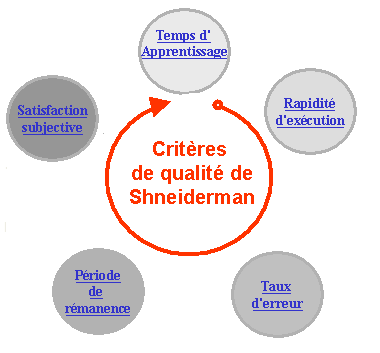 Temps d'
Apprentissage
Rapidité
d'exécution
Taux
d'erreur
Période
de
rémanence
Satisfaction
subjective
Critères
de qualité de
Shneiderman